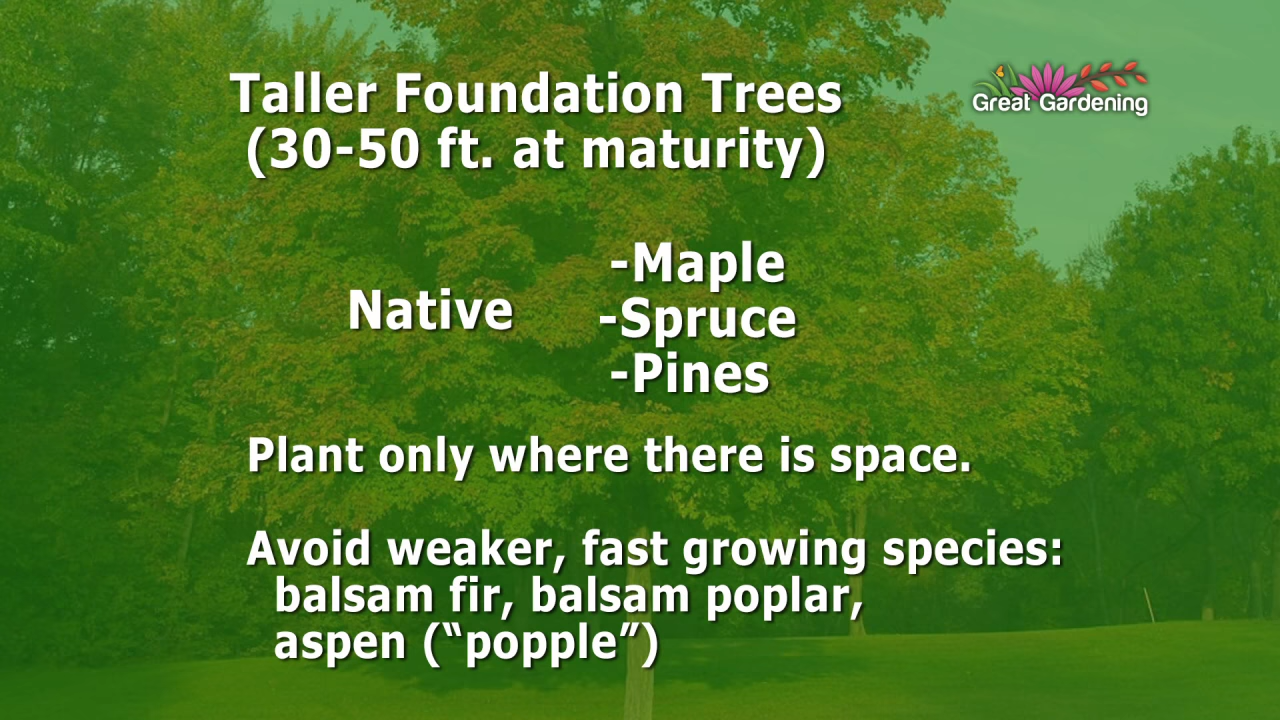 Taller Foundation Trees
(30-50 ft. at maturity)
Great Gardening
Native
-Maple
-Spruce
-Pines
Plant only where there is space.
Avoid weaker, fast growing species:
balsam fir, balsam poplar,
aspen (“popple”)